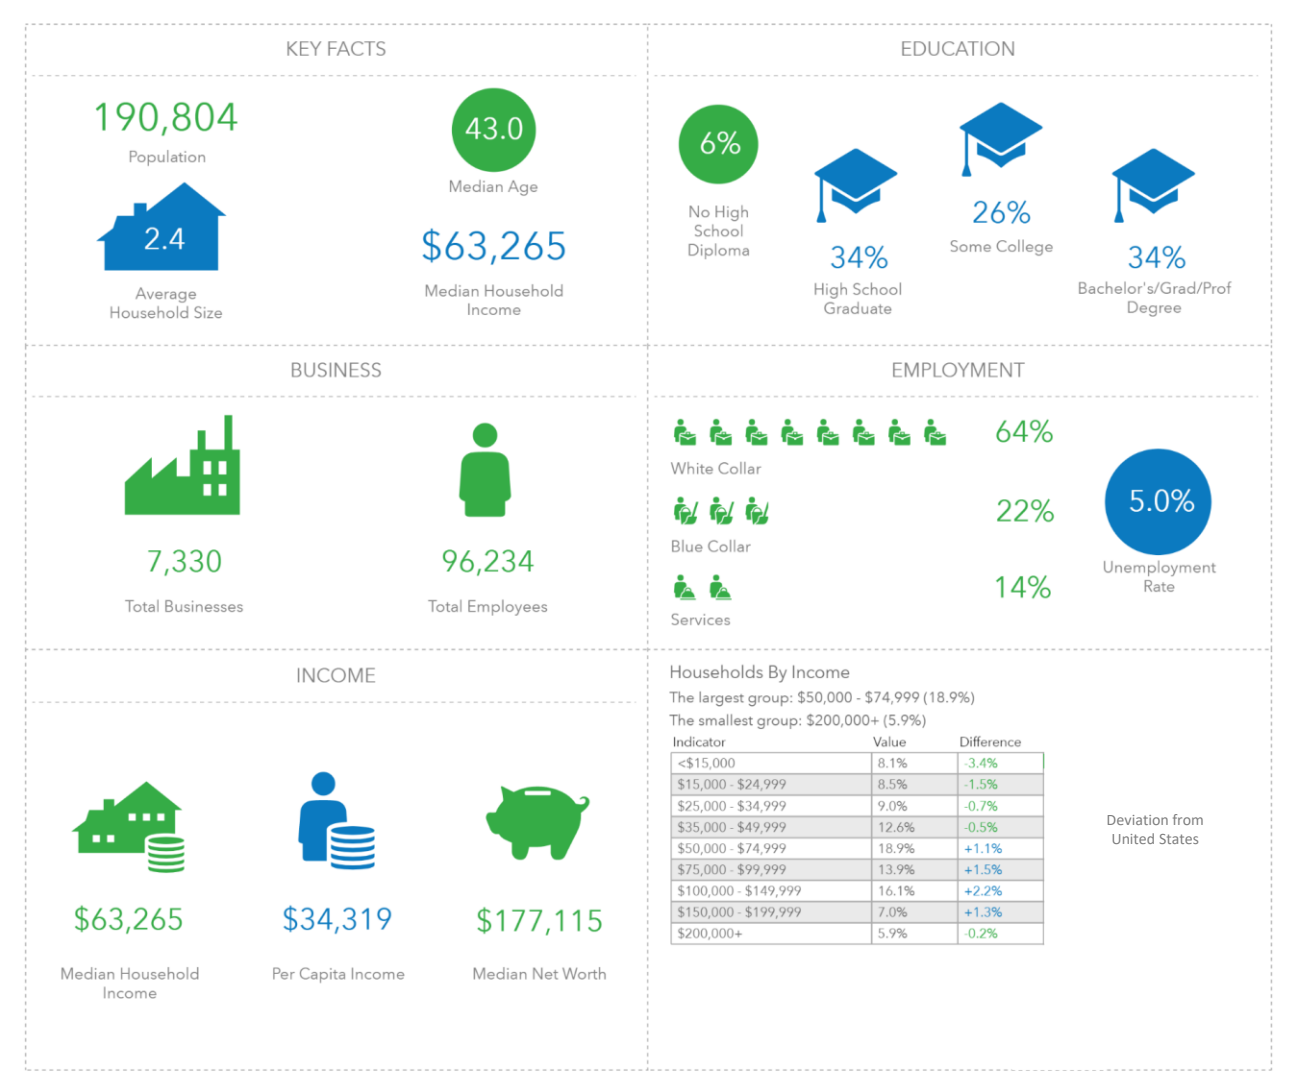 KEY FACTS
190,804
Population
43.0
Median Age
2.4
Average
Household Size
$63,265
Median Household
Income
EDUCATION
6%
No High
School
Diploma
34%
High School
Graduate
26%
Some College
34%
Bachelor's/Grad/Prof
Degree
BUSINESS
7,330
Total Businesses
96,234
Total Employees
EMPLOYMENT
64%
White Collar
22%
Blue Collar
14%
Services
5.0%
Unemployment
Rate
INCOME
$63,265
Median Household
Income
$34,319
Per Capita Income
$177,115
Median Net Worth
Households By Income
The largest group: $50,000 - $74,999 (18.9%)
The smallest group: $200,000+ (5.9%)
Indicator Value Difference
<$15,000 8.1% -3.4%
$15,000 - $24,999 8.5% -1.5%
$25,000 - $34,999 9.0% -0.7%
$35,000 - $49,999 12.6% -0.5%
$50,000 - $74,999 18.9% +1.1%
$75,000 - $99,999 13.9% +1.5%
$100,000 - $149,999 16.1% +2.2%
$150,000 - $199,999 7.0% +1.3%
$200,000+ 5.9% -0.2%
Deviation from
United States